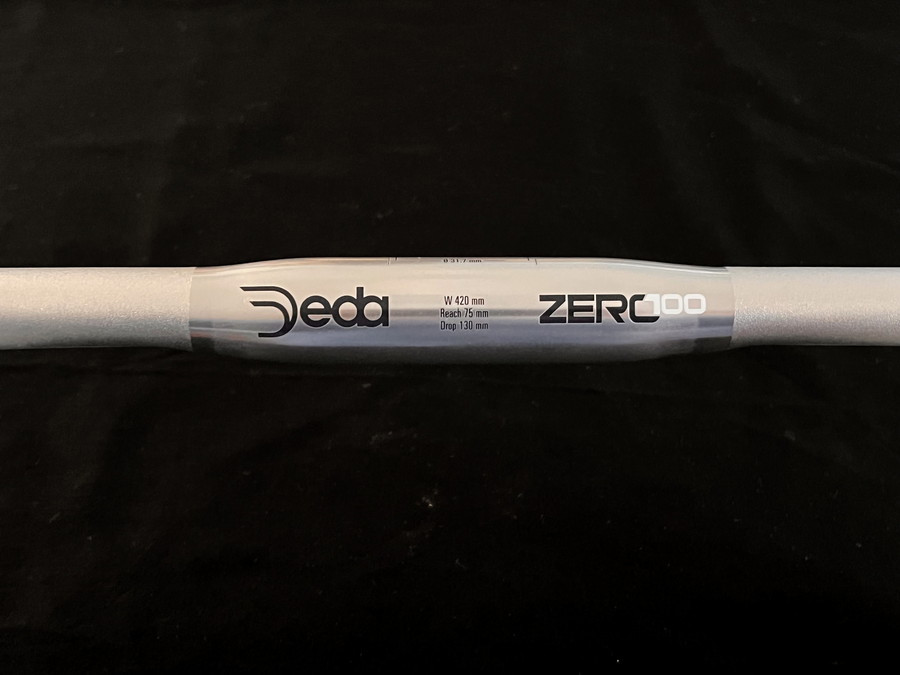 Ø 31.7 mm
Deda
W 420 mm
Reach 75 mm
Drop 130 mm
ZERO100